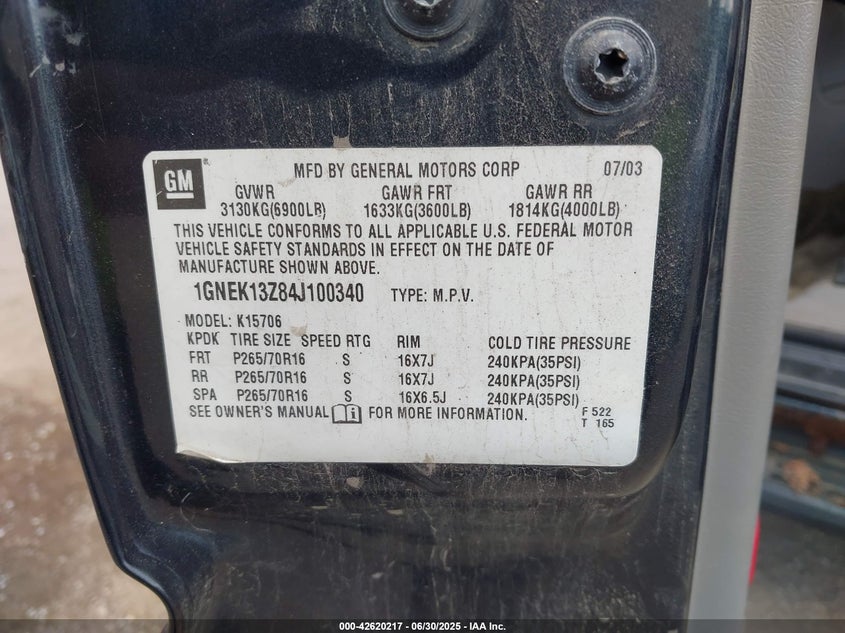 GM
MFD BY GENERAL MOTORS CORP 07/03
GVWR GAWR FRT GAWR RR
3130KG(6900LB) 1633KG(3600LB) 1814KG(4000LB)
THIS VEHICLE CONFORMS TO ALL APPLICABLE U.S. FEDERAL MOTOR
VEHICLE SAFETY STANDARDS IN EFFECT ON THE DATE OF
MANUFACTURE SHOWN ABOVE.
1GNEK13Z84J100340 TYPE: M.P.V.
MODEL: K15706
KPDK TIRE SIZE SPEED RTG RIM COLD TIRE PRESSURE
FRT P265/70R16 S 16X7J 240KPA(35PSI)
RR P265/70R16 S 16X7J 240KPA(35PSI)
SPA P265/70R16 S 16X6.5J 240KPA(35PSI)
SEE OWNER'S MANUAL FOR MORE INFORMATION.
F 522
T 165
000-42620217 - 06/30/2025 - IAA Inc.